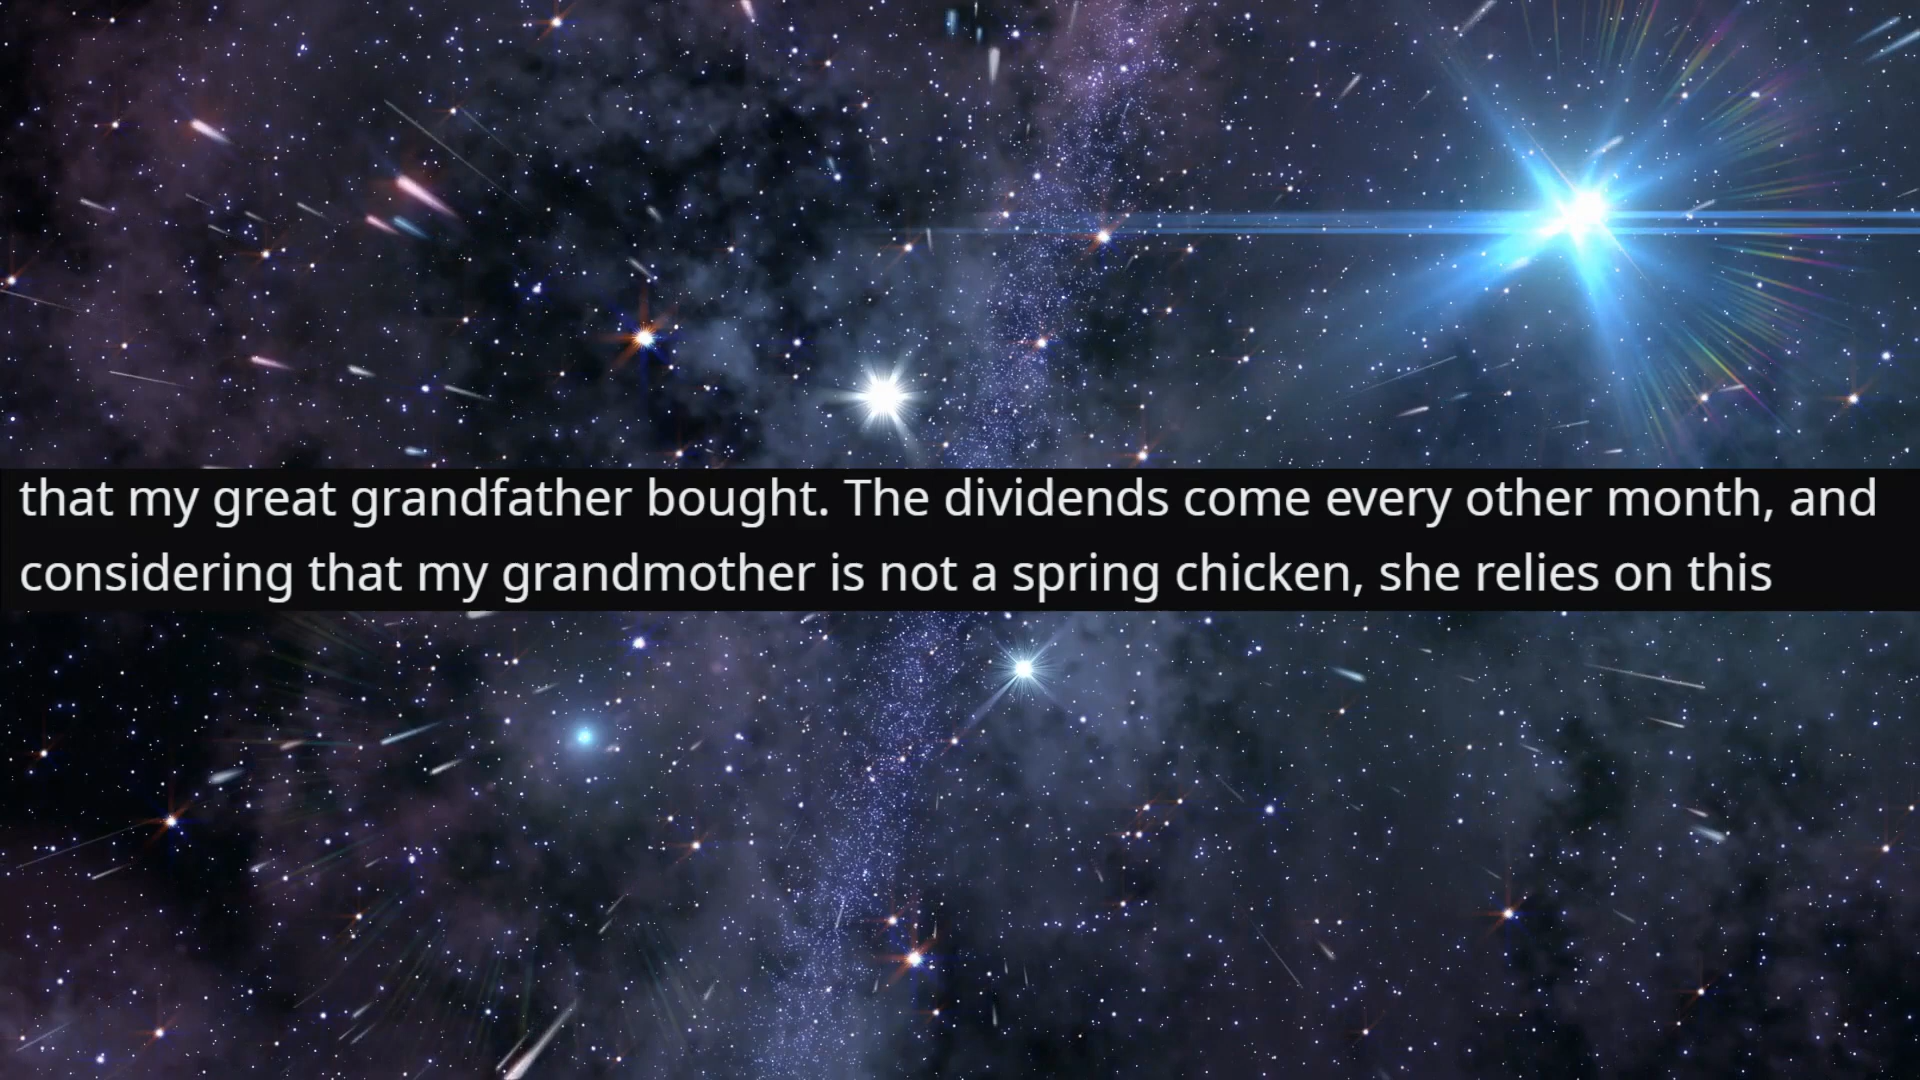 that my great grandfather bought. The dividends come every other month, and
considering that my grandmother is not a spring chicken, she relies on this